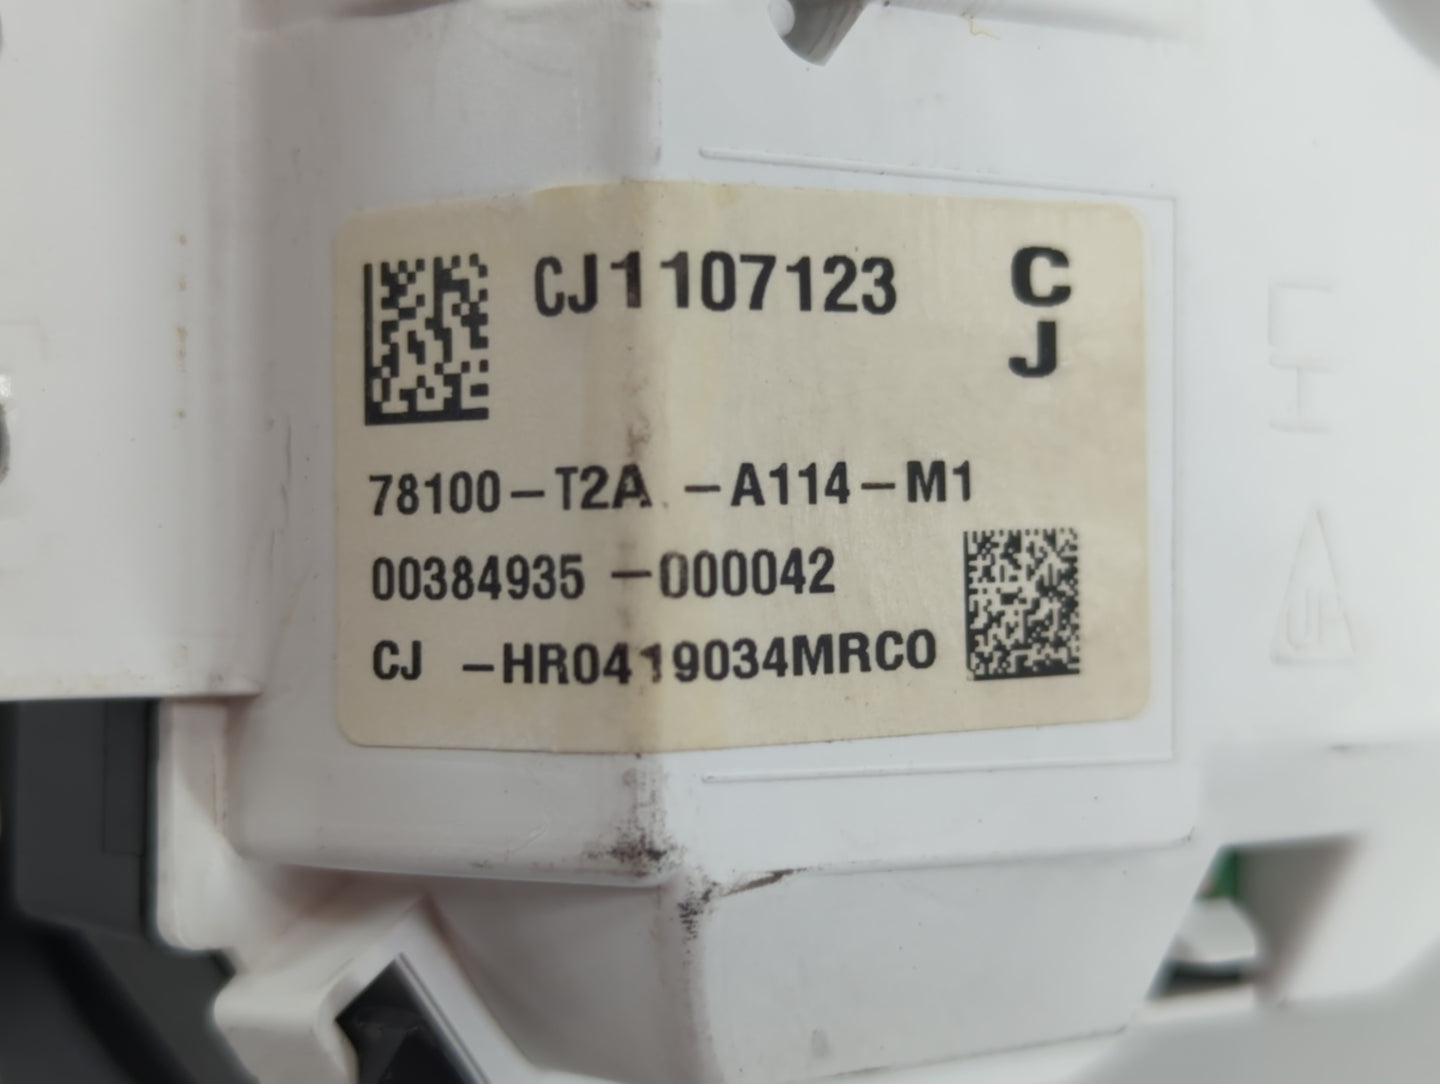 CJ1107123
C
J
78100-T2A -A114-M1
00384935 -000042
CJ -HR0419034MRC0